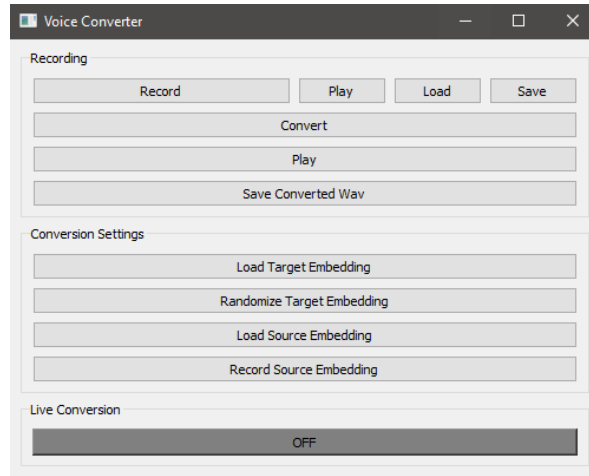 Voice Converter
Recording
Record Play Load Save
Convert
Play
Save Converted Wav
Conversion Settings
Load Target Embedding
Randomize Target Embedding
Load Source Embedding
Record Source Embedding
Live Conversion
OFF